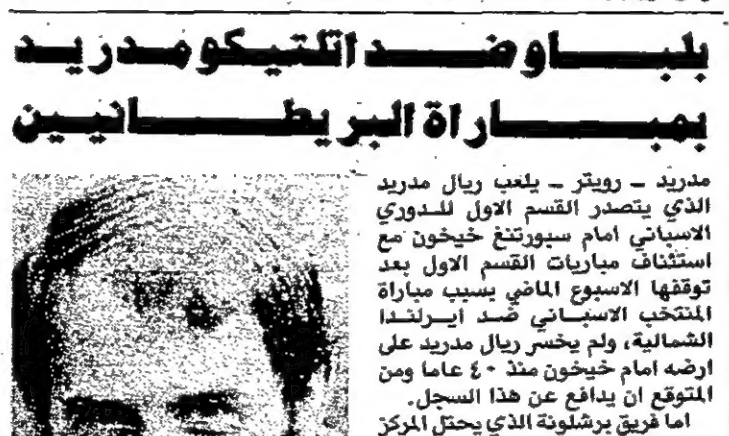 بلباو ضد اتلتيكو مدريد
بمباراة البريطانيين
مدريد ـ رويتر ـ يلعب ريال مدريد
الذي يتصدر القسم الاول للدوري
الاسباني امام سبورتنغ خيخون مع
استئناف مباريات القسم الاول بعد
توقفها الاسبوع الماضي بسبب مباراة
المنتخب الاسباني ضد ايرلندا
الشمالية، ولم يخسر ريال مدريد على
ارضه امام خيخون منذ ٤٠ عاما ومن
المتوقع ان يدافع عن هذا السجل.
اما فريق برشلونة الذي يحتل المركز